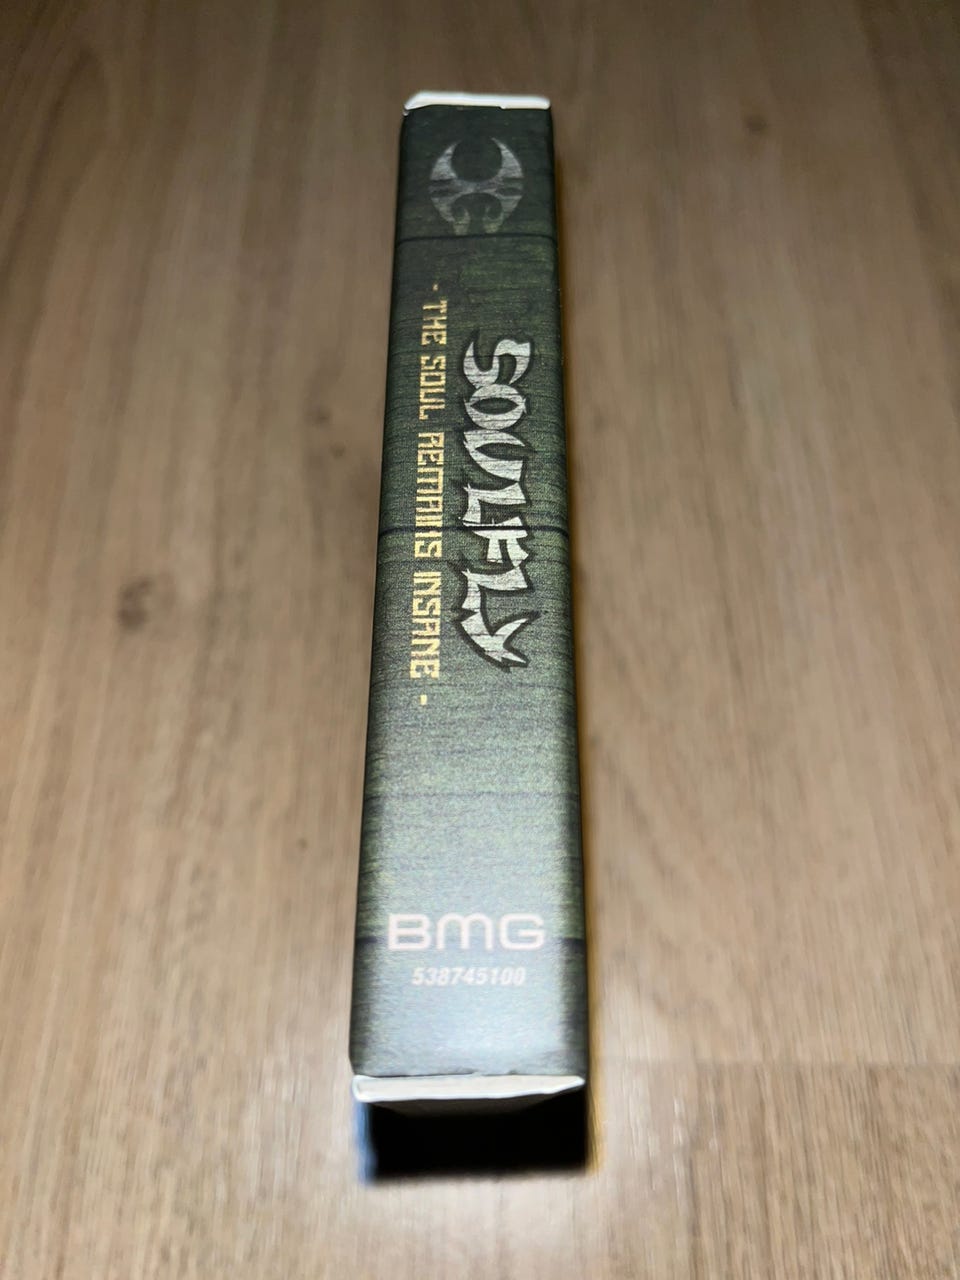 SOULFLY
- THE SOUL REMAINS INSANE -
BMG
538745100